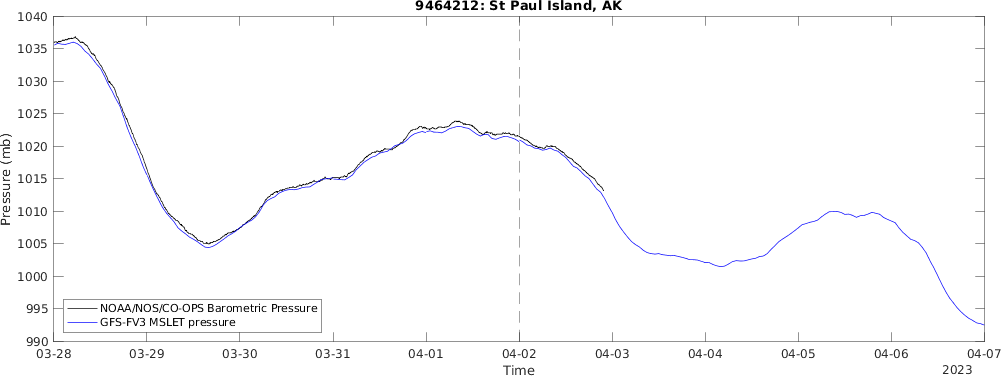 9464212: St Paul Island, AK
Pressure (mb)
1040
1035
1030
1025
1020
1015
1010
1005
1000
995
990
NOAA/NOS/CO-OPS Barometric Pressure
GFS-FV3 MSLET pressure
03-28 03-29 03-30 03-31 04-01 04-02 04-03 04-04 04-05 04-06 04-07
Time
2023